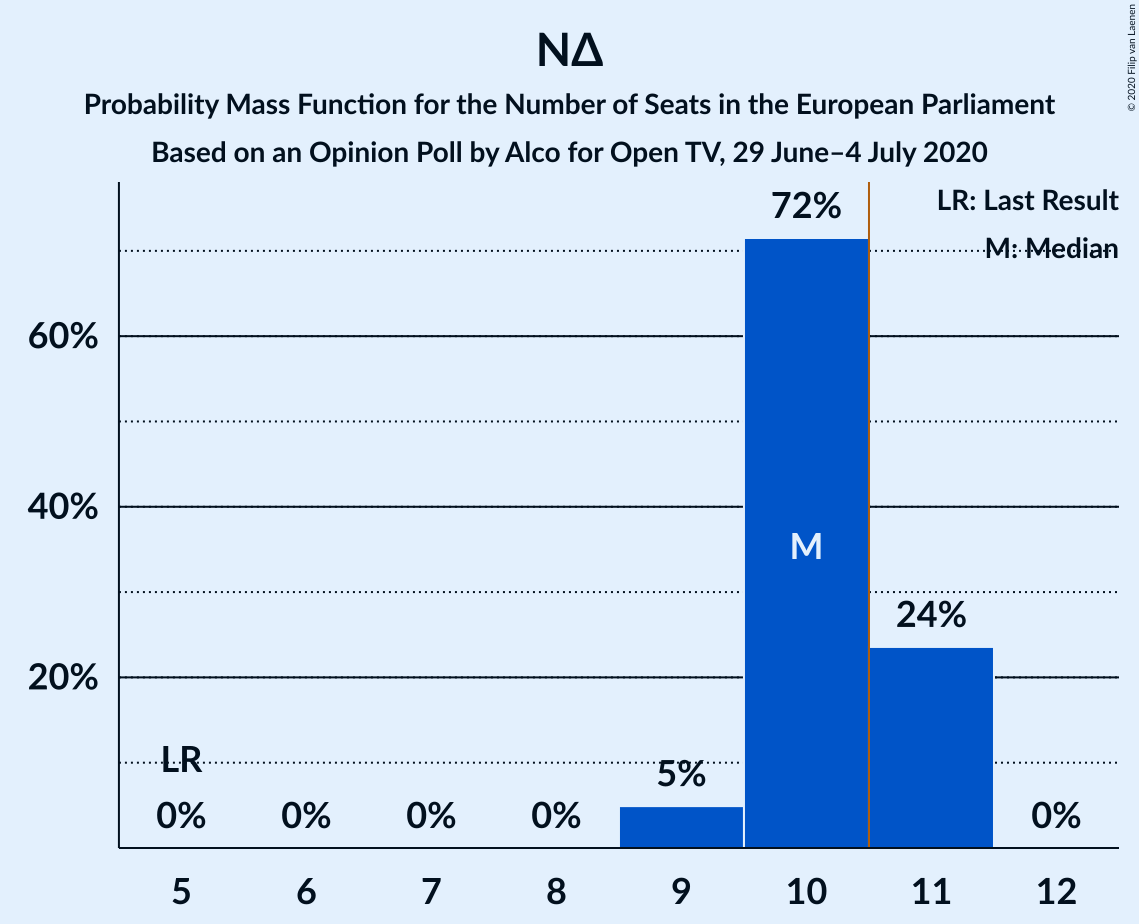 ΝΔ
Probability Mass Function for the Number of Seats in the European Parliament
Based on an Opinion Poll by Alco for Open TV, 29 June–4 July 2020
© 2020 Filip van Laenen
LR: Last Result
M: Median
72%
60%
40%
M
24%
20%
LR
5%
0%
0%
0%
0%
0%
5
6
7
8
9
10
11
12